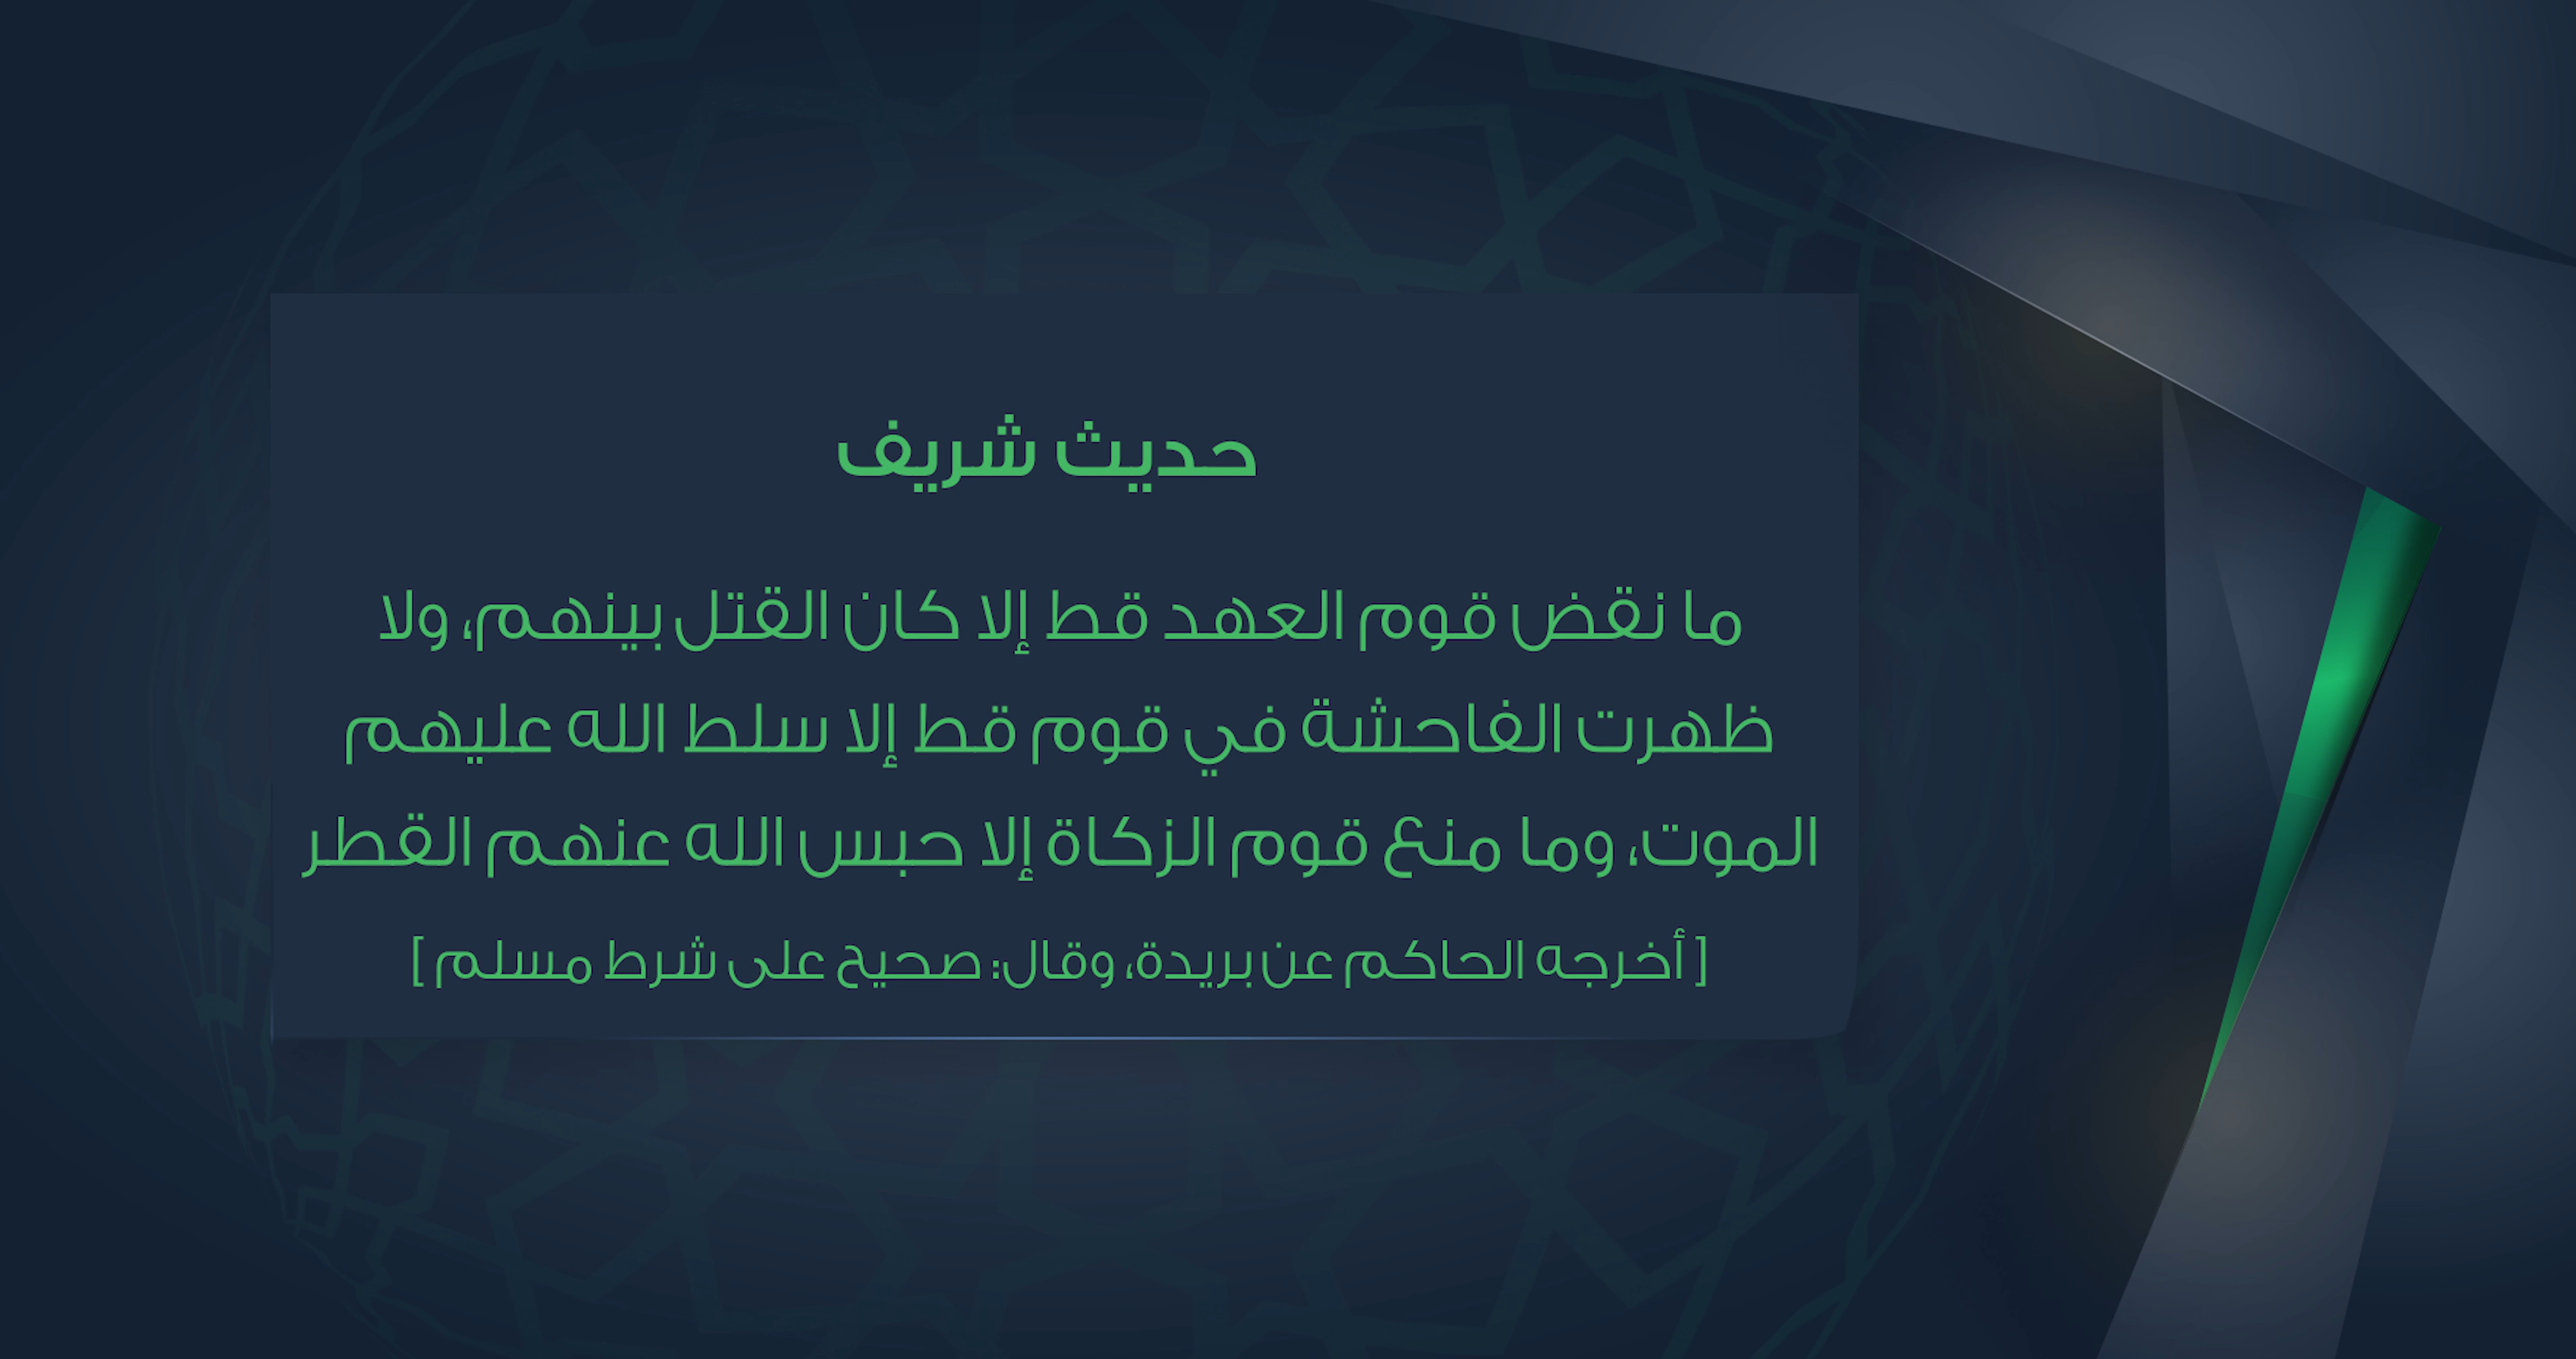 حديث شريف
ما نقض قوم العهد قط إلا كان القتل بينهم، ولا
ظهرت الفاحشة في قوم قط إلا سلط الله عليهم
الموت، وما منع قوم الزكاة إلا حبس الله عنهم القطر
[أخرجه الحاكم عن بريدة، وقال: صحيح على شرط مسلم]